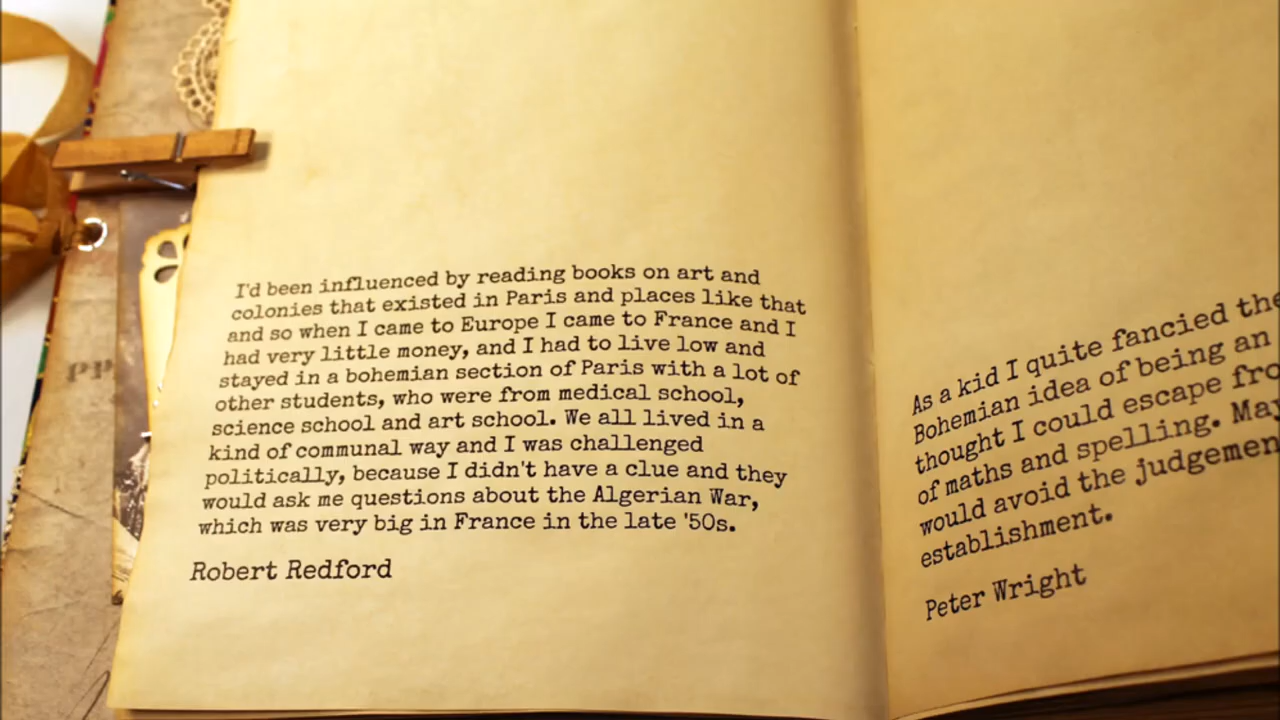 I'd been influenced by reading books on art and
colonies that existed in Paris and places like that
and so when I came to Europe I came to France and I
had very little money, and I had to live low and
stayed in a bohemian section of Paris with a lot of
other students, who were from medical school,
science school and art school. We all lived in a
kind of communal way and I was challenged
politically, because I didn't have a clue and they
would ask me questions about the Algerian War,
which was very big in France in the late '50s.
Robert Redford
As a kid I quite fancied the
Bohemian idea of being an
thought I could escape
of maths and spelling.
would avoid the
establishment.
Peter Wright